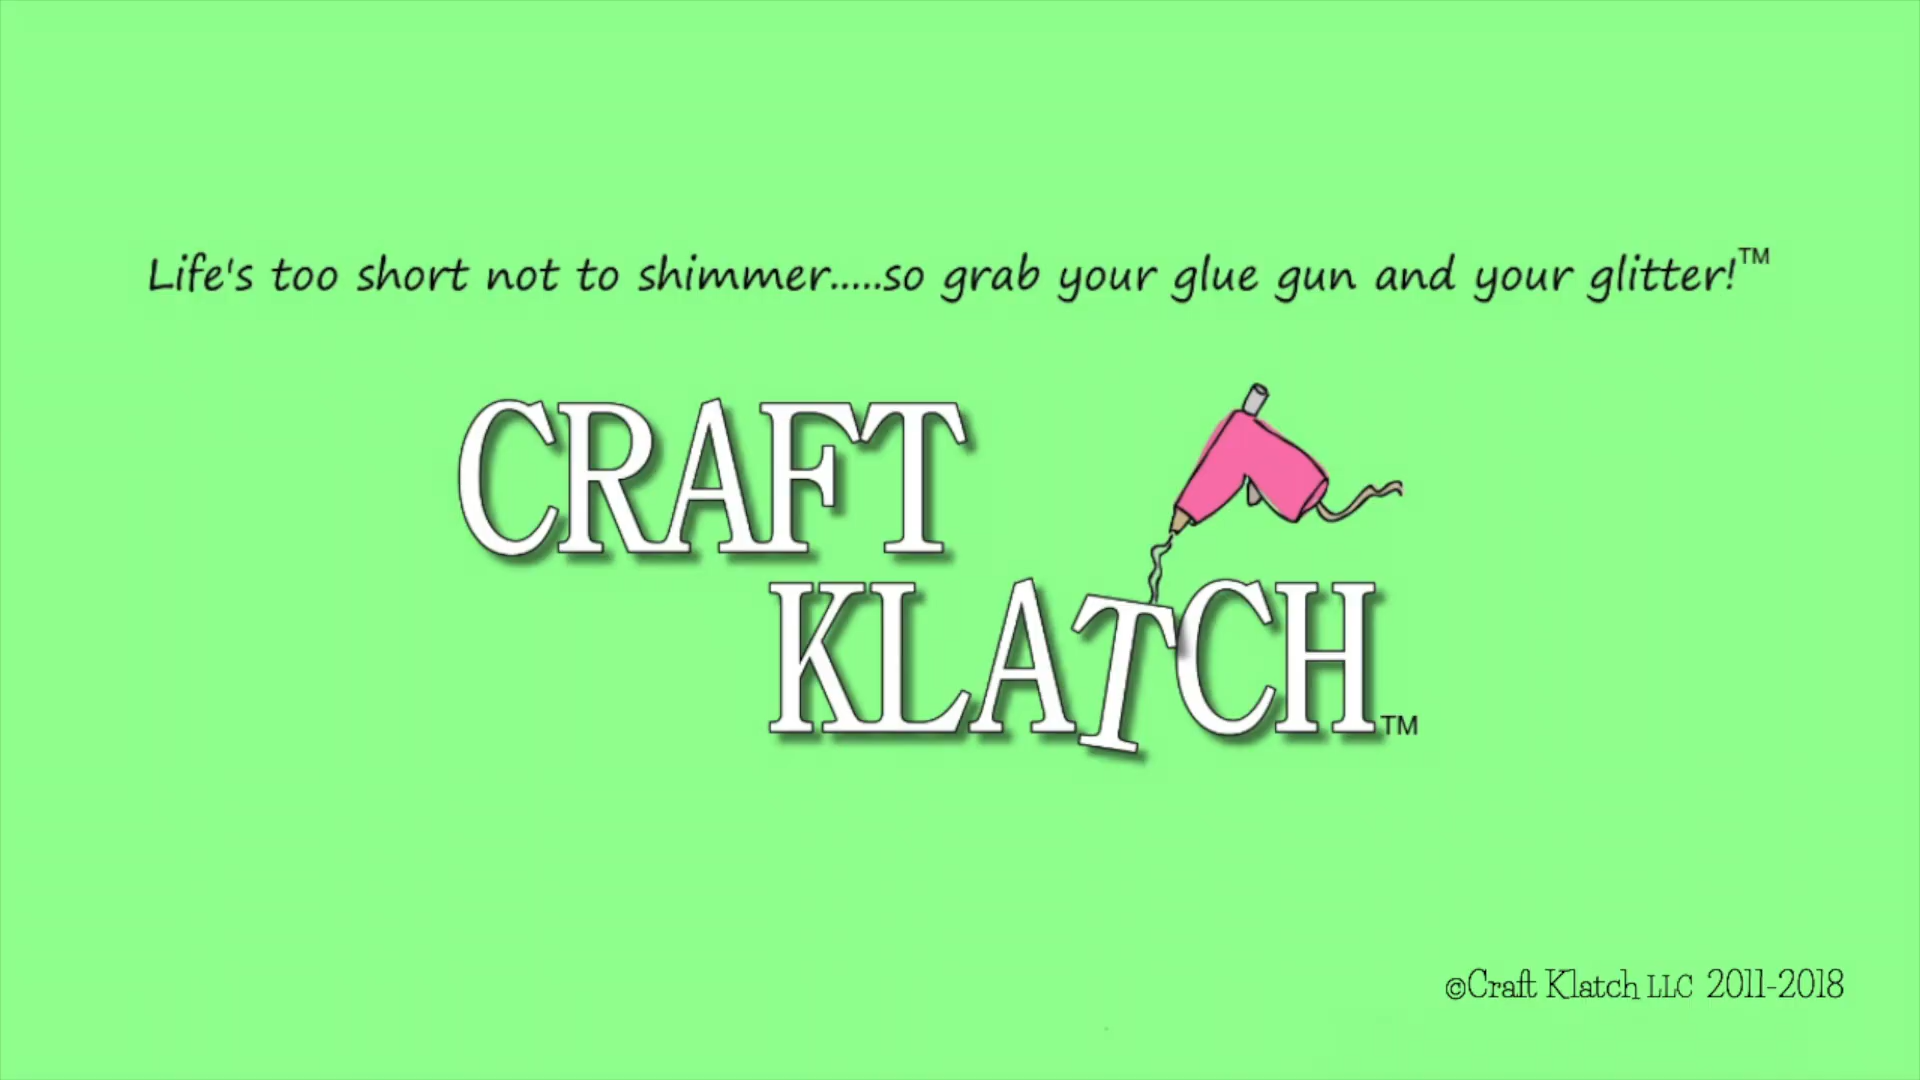 Life's too short not to shimmer.....so grab your glue gun and your glitter!™
CRAFT
KLATCH™
©Craft Klatch LLC 2011-2018